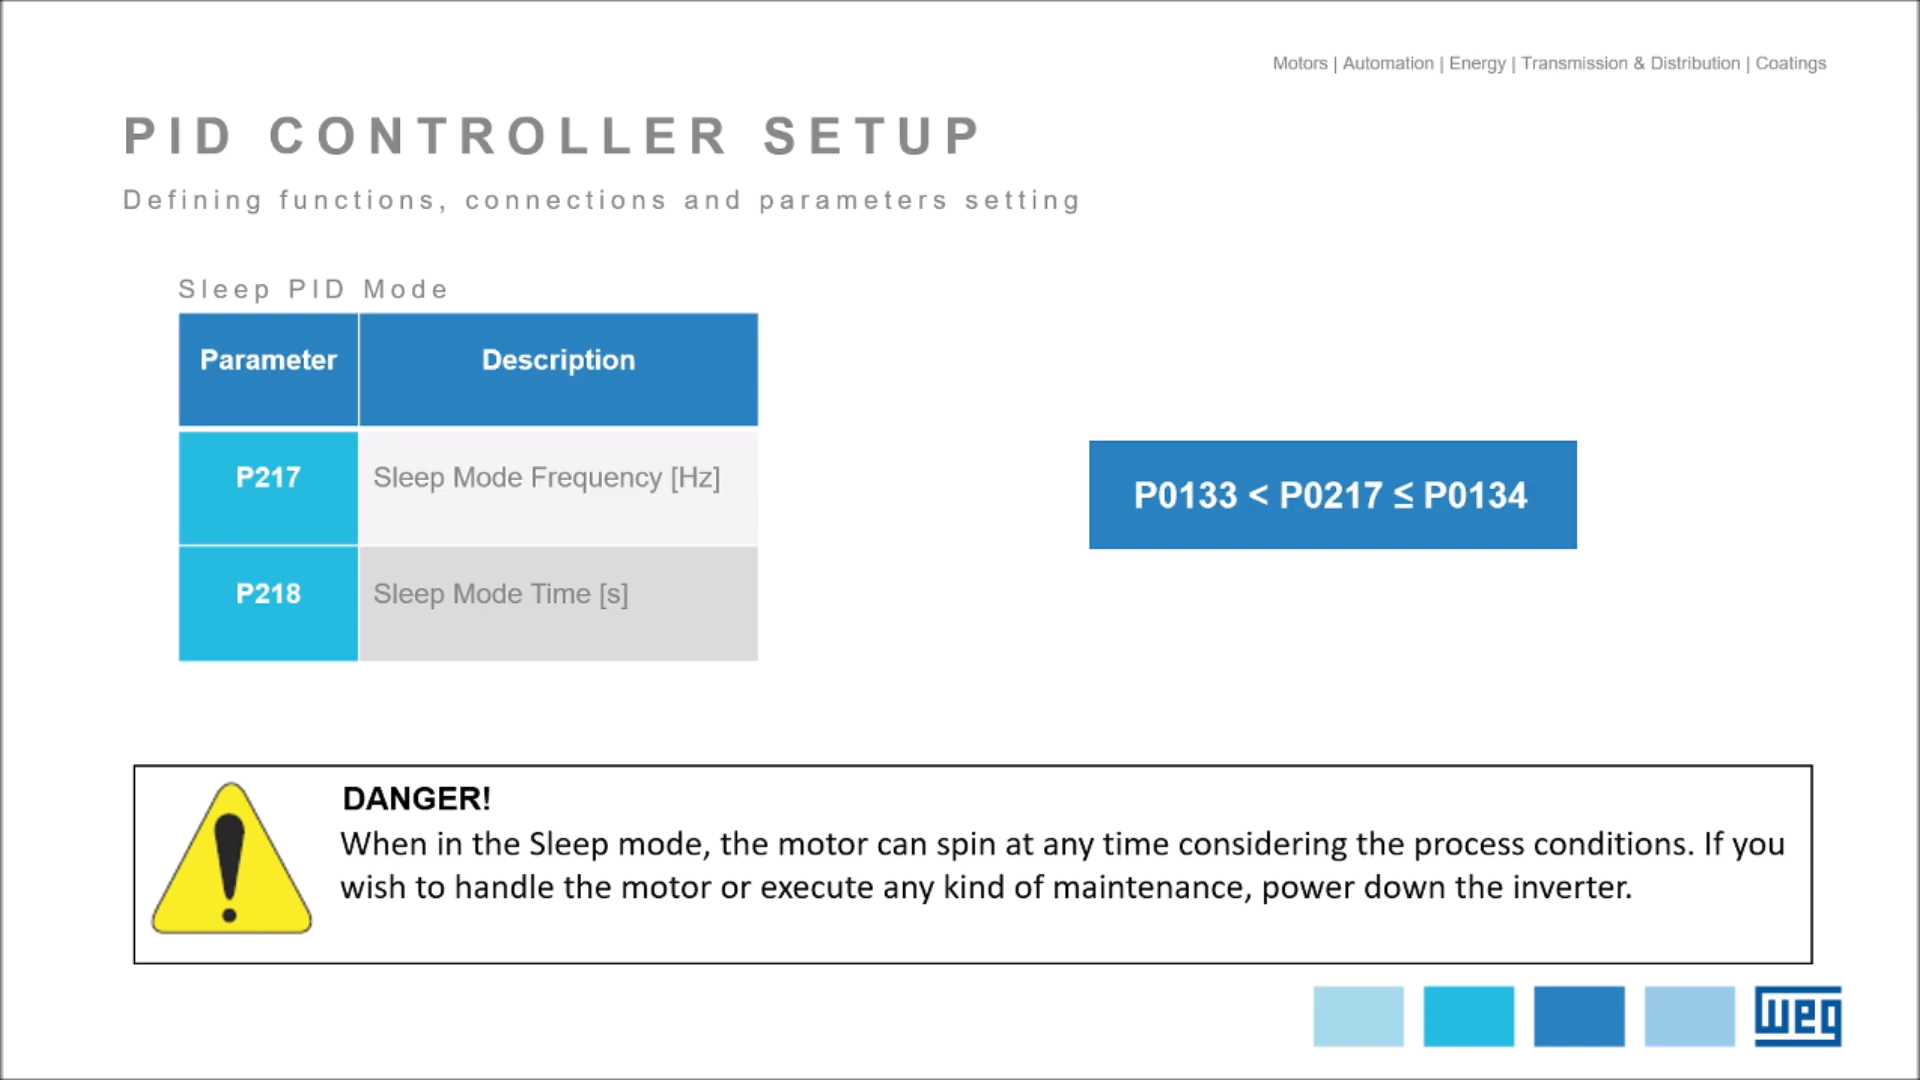 Motors | Automation | Energy | Transmission & Distribution | Coatings
PID CONTROLLER SETUP
Defining functions, connections and parameters setting
Sleep PID Mode
Parameter Description
P217 Sleep Mode Frequency [Hz]
P0133 < P0217 ≤ P0134
P218 Sleep Mode Time [s]
DANGER!
When in the Sleep mode, the motor can spin at any time considering the process conditions. If you
wish to handle the motor or execute any kind of maintenance, power down the inverter.
weg